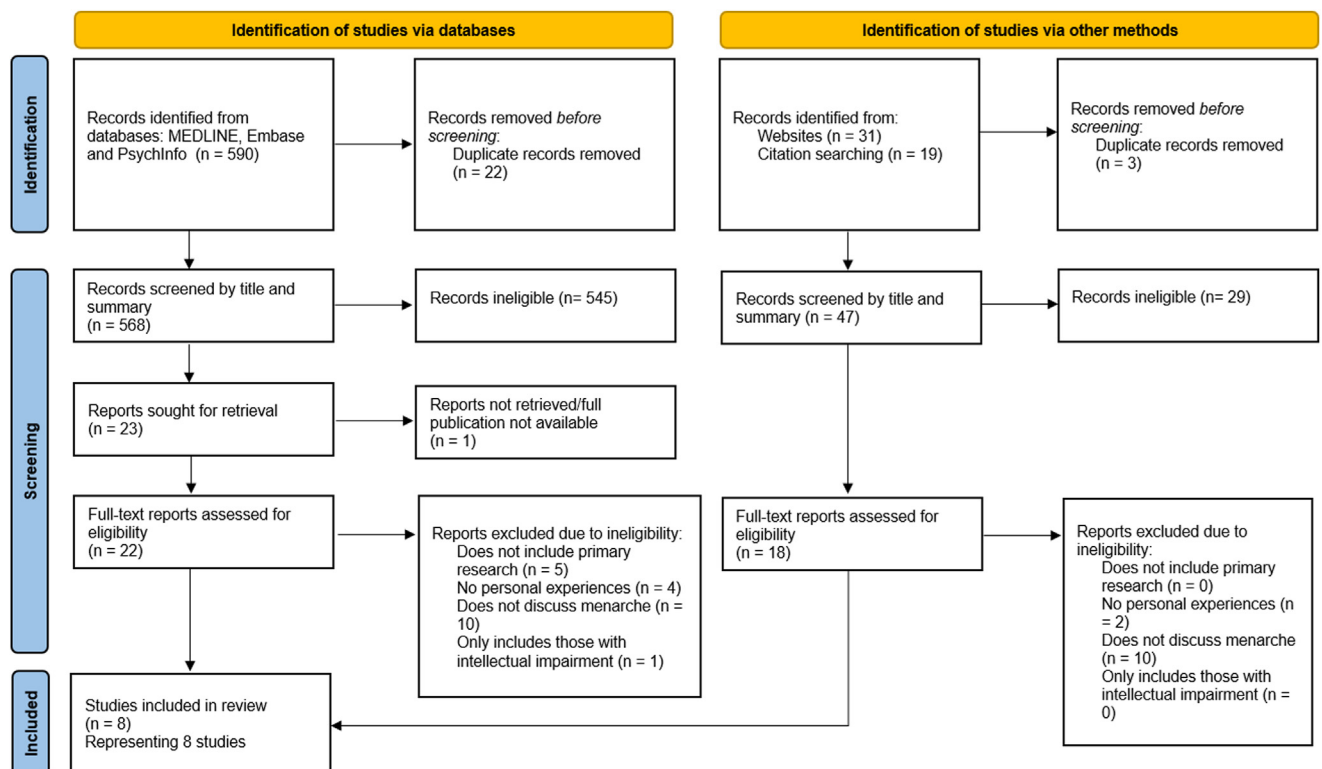 Identification of studies via databases
Identification of studies via other methods
Identification
Records identified from
databases: MEDLINE, Embase
and PsychInfo  (n = 590)
Records removed before
screening:
Duplicate records removed
(n = 22)
Records identified from:
Websites (n = 31)
Citation searching (n = 19)
Records removed before
screening:
Duplicate records removed
(n = 3)
Screening
Records screened by title and
summary
(n = 568)
Records ineligible (n= 545)
Records screened by title and
summary (n = 47)
Records ineligible (n= 29)
Reports sought for retrieval
(n = 23)
Reports not retrieved/full
publication not available
(n = 1)
Full-text reports assessed for
eligibility
(n = 22)
Reports excluded due to ineligibility:
Does not include primary
research (n = 5)
No personal experiences (n = 4)
Does not discuss menarche (n =
10)
Only includes those with
intellectual impairment (n = 1)
Full-text reports assessed for
eligibility
(n = 18)
Reports excluded due to
ineligibility:
Does not include primary
research (n = 0)
No personal experiences (n
= 2)
Does not discuss menarche
(n = 10)
Only includes those with
intellectual impairment (n =
0)
Included
Studies included in review
(n = 8)
Representing 8 studies